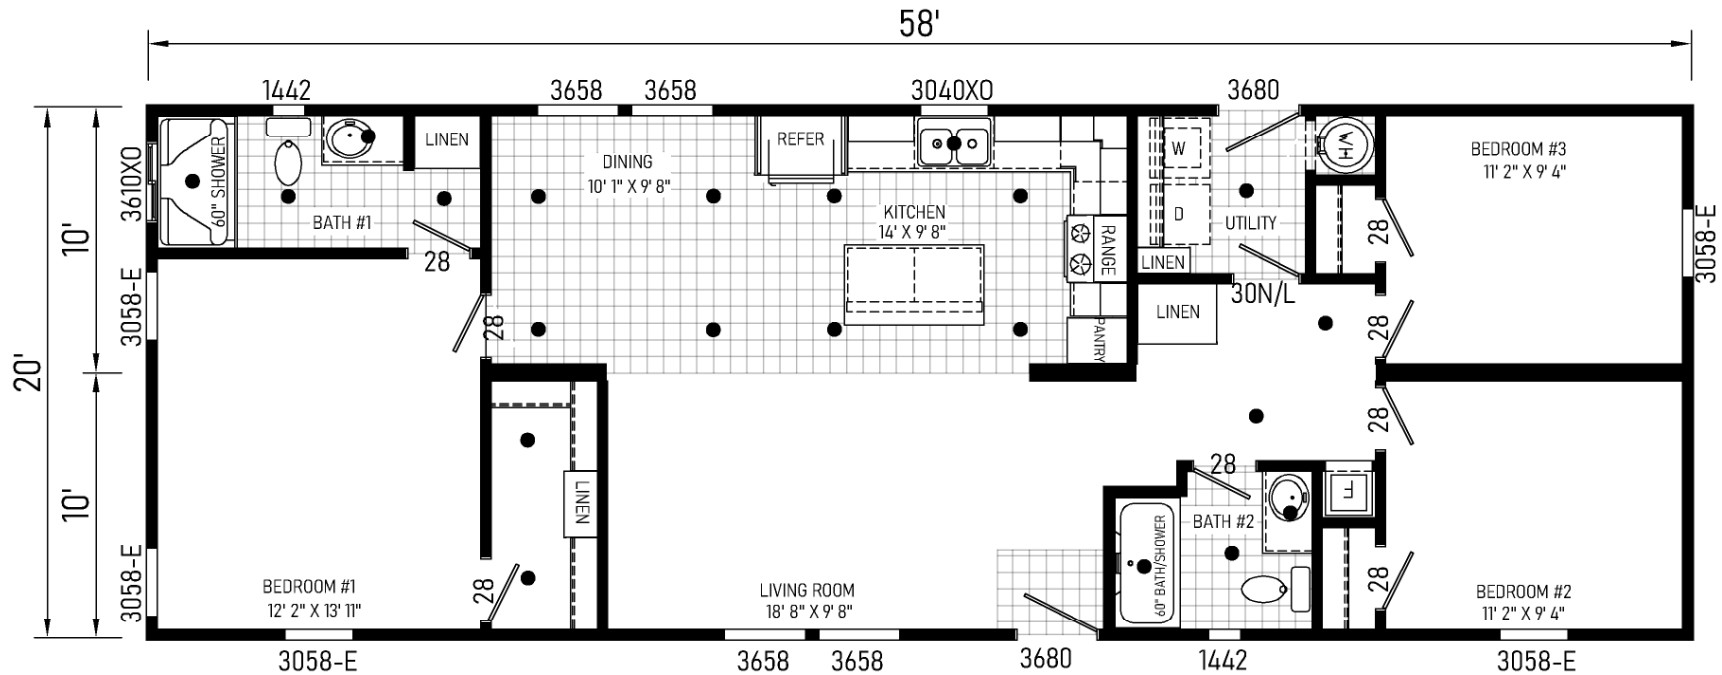 58'
1442
3658
3658
3040XO
3680
3610XO
60" SHOWER
LINEN
BATH #1
28
DINING
10' 1" X 9' 8"
REFER
KITCHEN
14' X 9' 8"
RANGE
PANTRY
W
D
UTILITY
LINEN
30N/L
LINEN
WH
28
28
BEDROOM #3
11' 2" X 9' 4"
3058-E
10'
20'
10'
3058-E
3058-E
28
BEDROOM #1
12' 2" X 13' 11"
3058-E
28
LINEN
LIVING ROOM
18' 8" X 9' 8"
3658
3658
3680
28
BATH #2
60" BATH/SHOWER
1442
F
28
28
BEDROOM #2
11' 2" X 9' 4"
3058-E